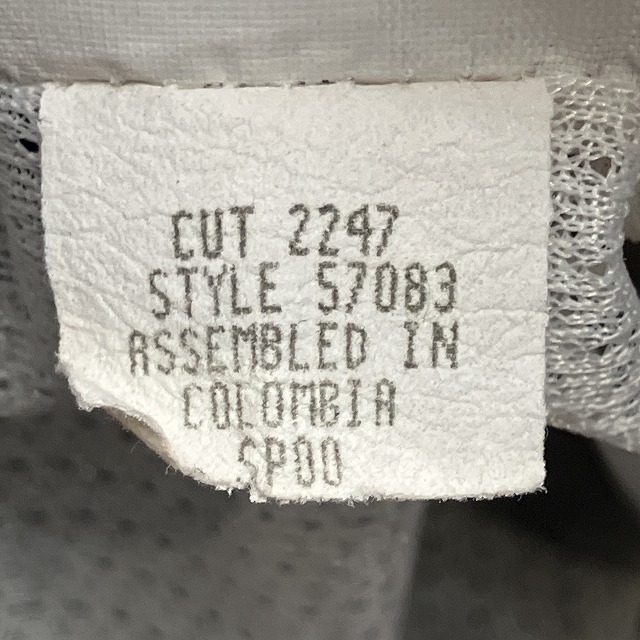 CUT 2247
STYLE 57083
ASSEMBLED IN
COLOMBIA
SP00